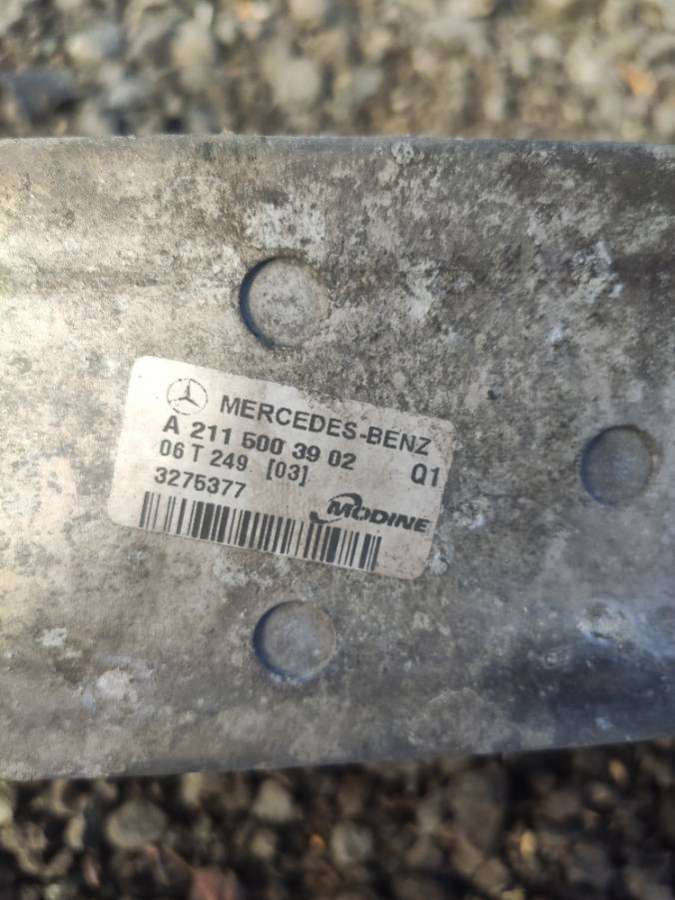 MERCEDES-BENZ
A 211 500 39 02 Q1
06 T 249 [03]
3275377
MODINE